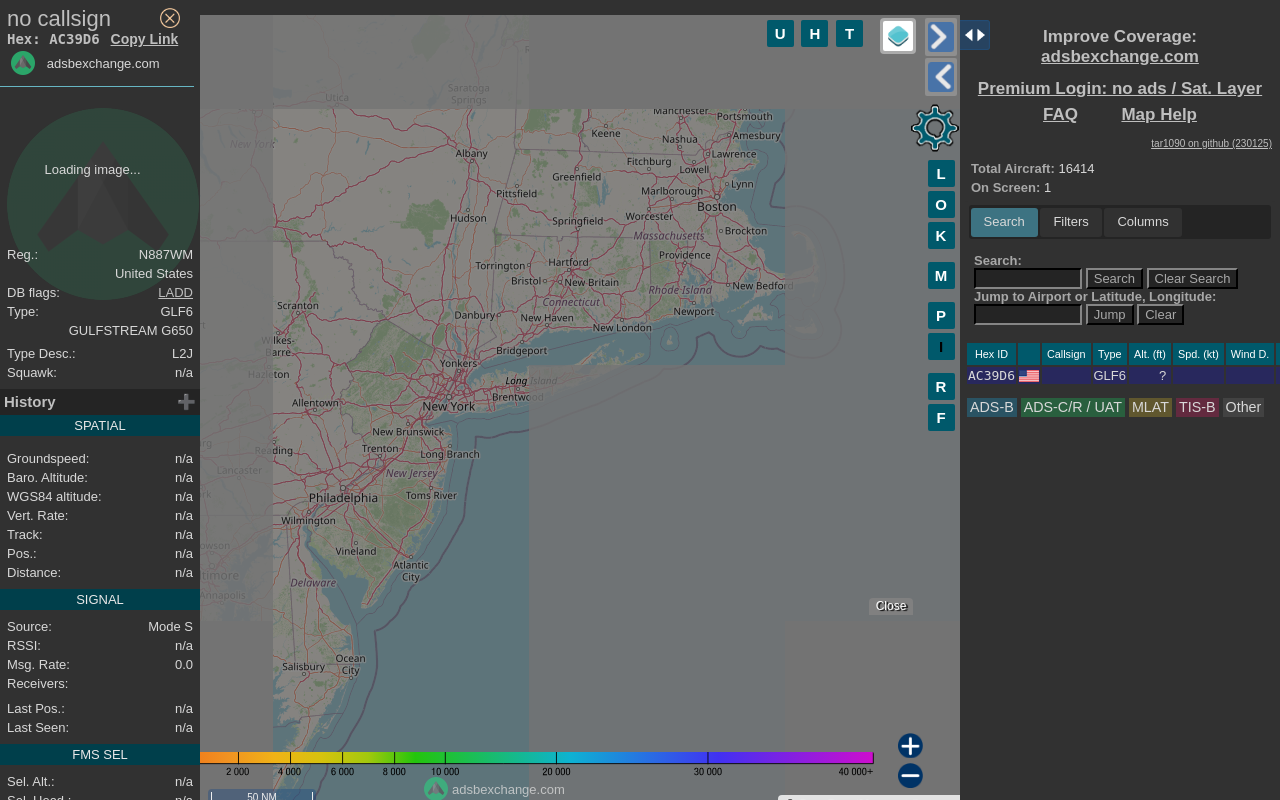 no callsign
Hex: AC39D6 Copy Link
adsbexchange.com
Loading image...
Reg.: N887WM
United States
DB flags: LADD
Type: GLF6
GULFSTREAM G650
Type Desc.: L2J
Squawk: n/a
History
SPATIAL
Groundspeed: n/a
Baro. Altitude: n/a
WGS84 altitude: n/a
Vert. Rate: n/a
Track: n/a
Pos.: n/a
Distance: n/a
SIGNAL
Source: Mode S
RSSI: n/a
Msg. Rate: 0.0
Receivers:
Last Pos.: n/a
Last Seen: n/a
FMS SEL
Sel. Alt.: n/a
Sel. Head.: n/a
U H T
L
O
K
M
P
I
R
F
Utica
Saratoga
Springs
New York
Albany
Hudson
Keene
Manchester
Portsmouth
Nashua
Amesbury
Fitchburg
Lawrence
Lowell
Greenfield
Pittsfield
Marlborough
Lynn
Worcester
Boston
Springfield
Massachusetts
Brockton
Torrington
Hartford
Providence
Bristol
New Britain
Rhode Island
New Bedford
Connecticut
Scranton
Danbury
New Haven
Newport
New London
Wilkes-
Barre
Bridgeport
Hazleton
Yonkers
Long Island
Allentown
New York
Brentwood
New Brunswick
Reading
Trenton
Long Branch
Lancaster
New Jersey
Philadelphia
Toms River
Wilmington
Vineland
Atlantic
City
Delaware
Annapolis
Salisbury
Ocean
City
Close
2 000 4 000 6 000 8 000 10 000 20 000 30 000 40 000+
adsbexchange.com
50 NM
Improve Coverage:
adsbexchange.com
Premium Login: no ads / Sat. Layer
FAQ Map Help
tar1090 on github (230125)
Total Aircraft: 16414
On Screen: 1
Search Filters Columns
Search:
Search Clear Search
Jump to Airport or Latitude, Longitude:
Jump Clear
Hex ID Callsign Type Alt. (ft) Spd. (kt) Wind D.
AC39D6 GLF6 ?
ADS-B ADS-C/R / UAT MLAT TIS-B Other